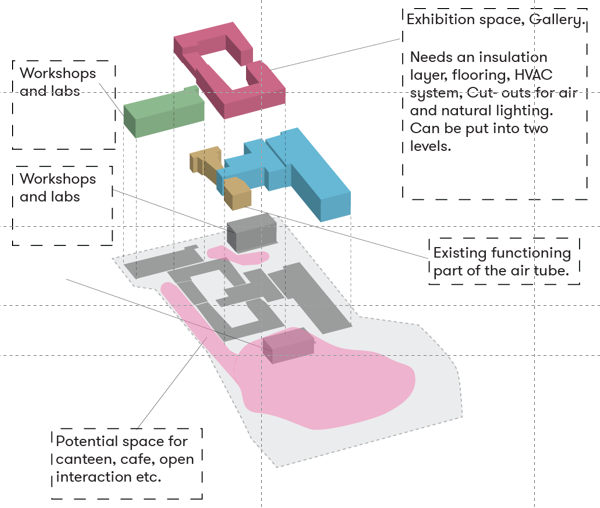 Exhibition space, Gallery.
Needs an insulation
layer, flooring, HVAC
system, Cut- outs for air
and natural lighting.
Can be put into two
levels.
Workshops
and labs
Workshops
and labs
Existing functioning
part of the air tube.
Potential space for
canteen, cafe, open
interaction etc.